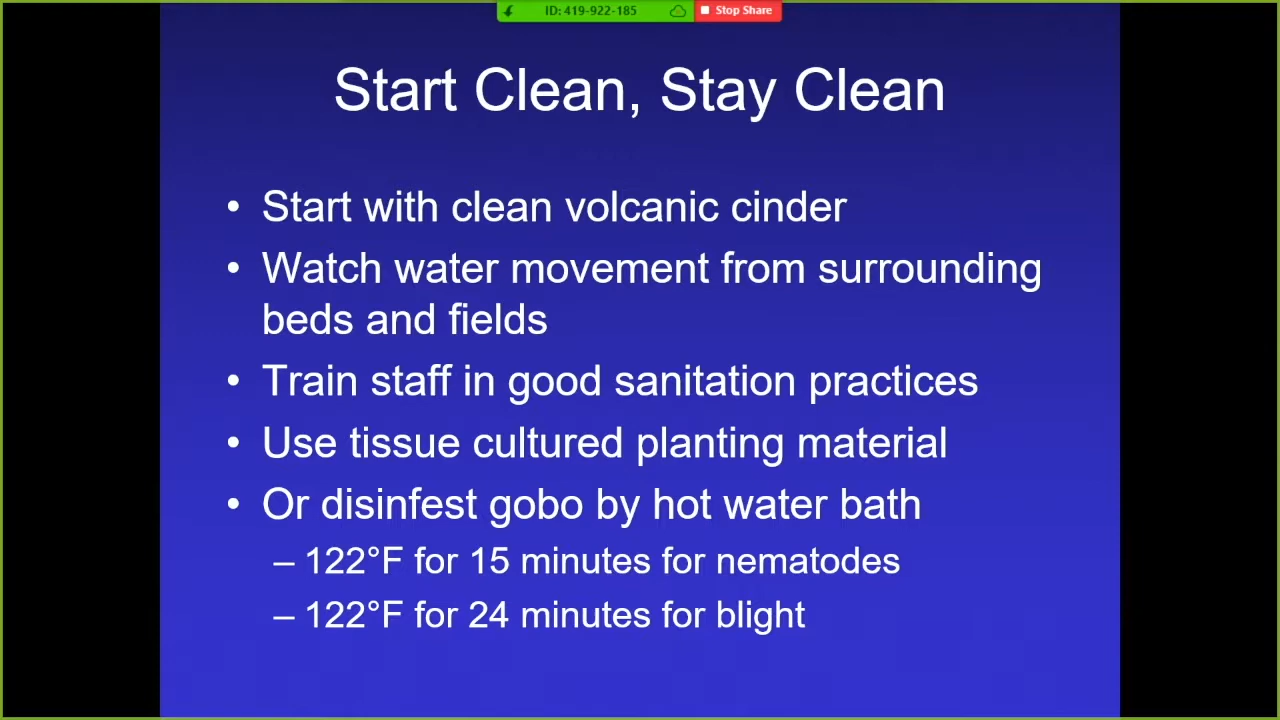 ID: 419-922-185
Stop Share
Start Clean, Stay Clean
• Start with clean volcanic cinder
• Watch water movement from surrounding
beds and fields
• Train staff in good sanitation practices
• Use tissue cultured planting material
• Or disinfest gobo by hot water bath
– 122°F for 15 minutes for nematodes
– 122°F for 24 minutes for blight